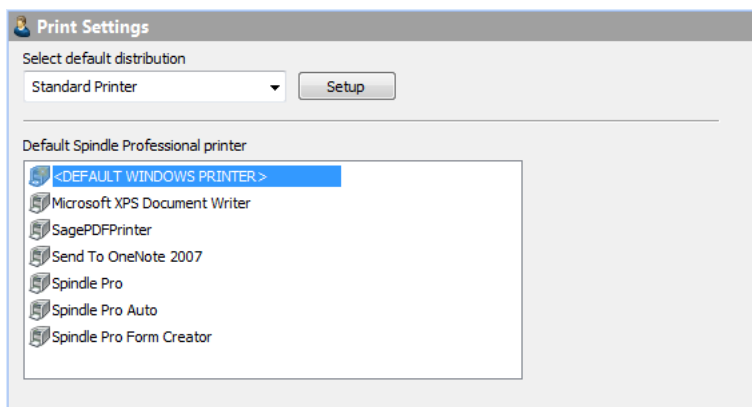 Print Settings
Select default distribution
Standard Printer
Setup
Default Spindle Professional printer
<DEFAULT WINDOWS PRINTER>
Microsoft XPS Document Writer
SagePDFPrinter
Send To OneNote 2007
Spindle Pro
Spindle Pro Auto
Spindle Pro Form Creator